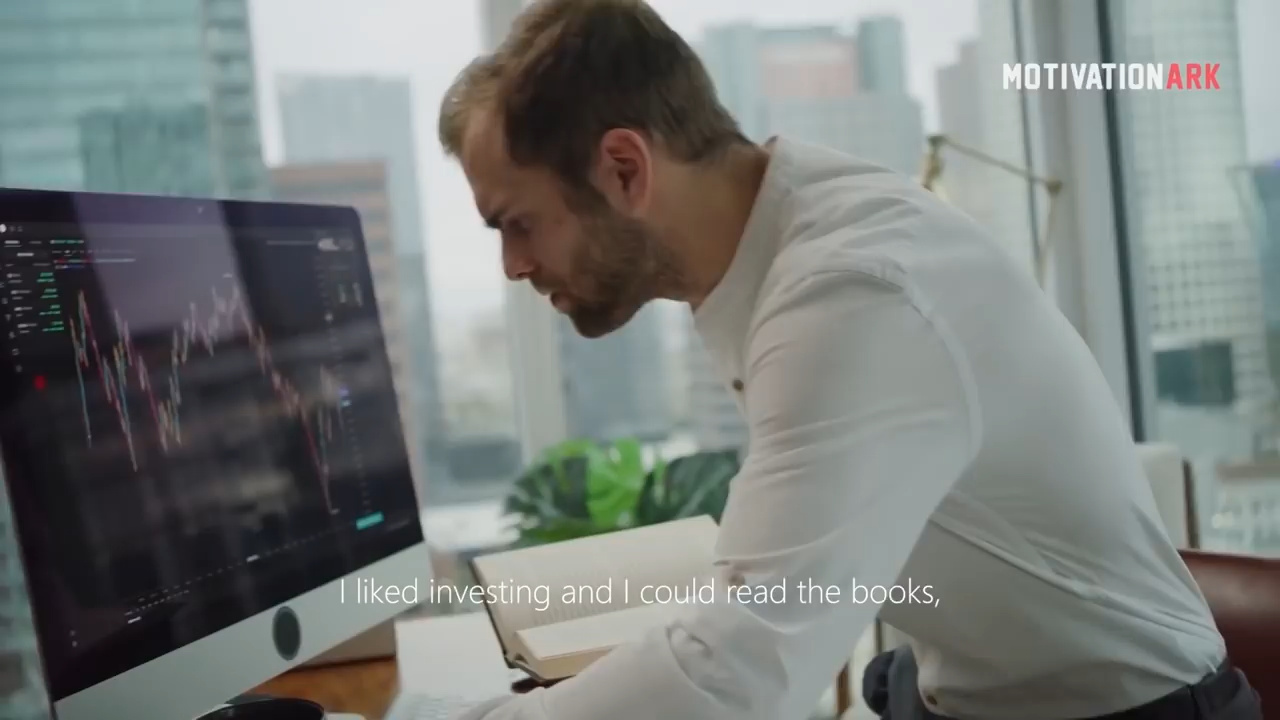 MOTIVATIONARK
I liked investing and I could read the books,